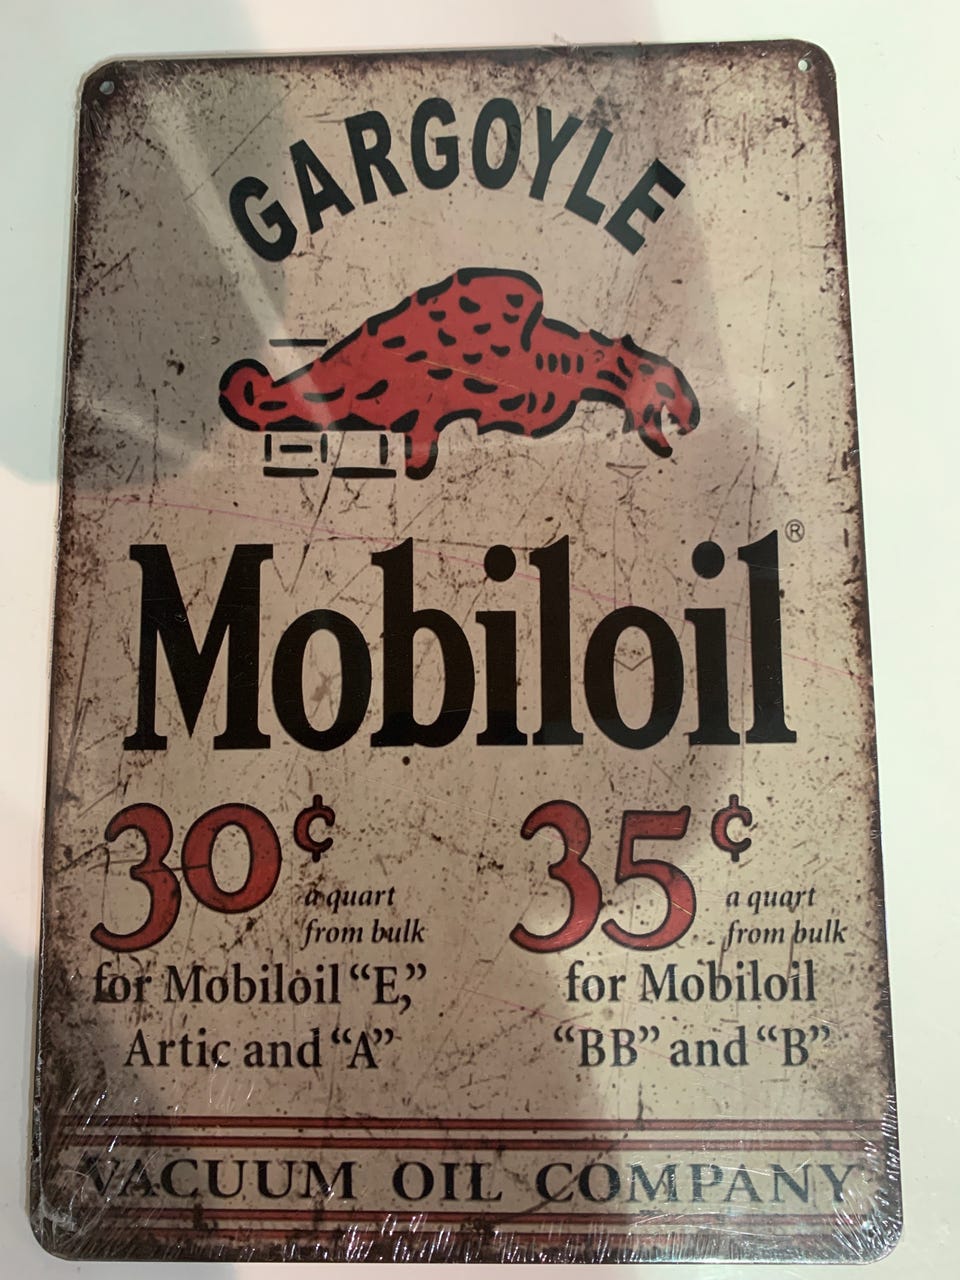 GARGOYLE
Mobiloil®
30¢ a quart
from bulk
for Mobiloil “E,”
Artic and “A”
35¢ a quart
from bulk
for Mobiloil
“BB” and “B”
VACUUM OIL COMPANY